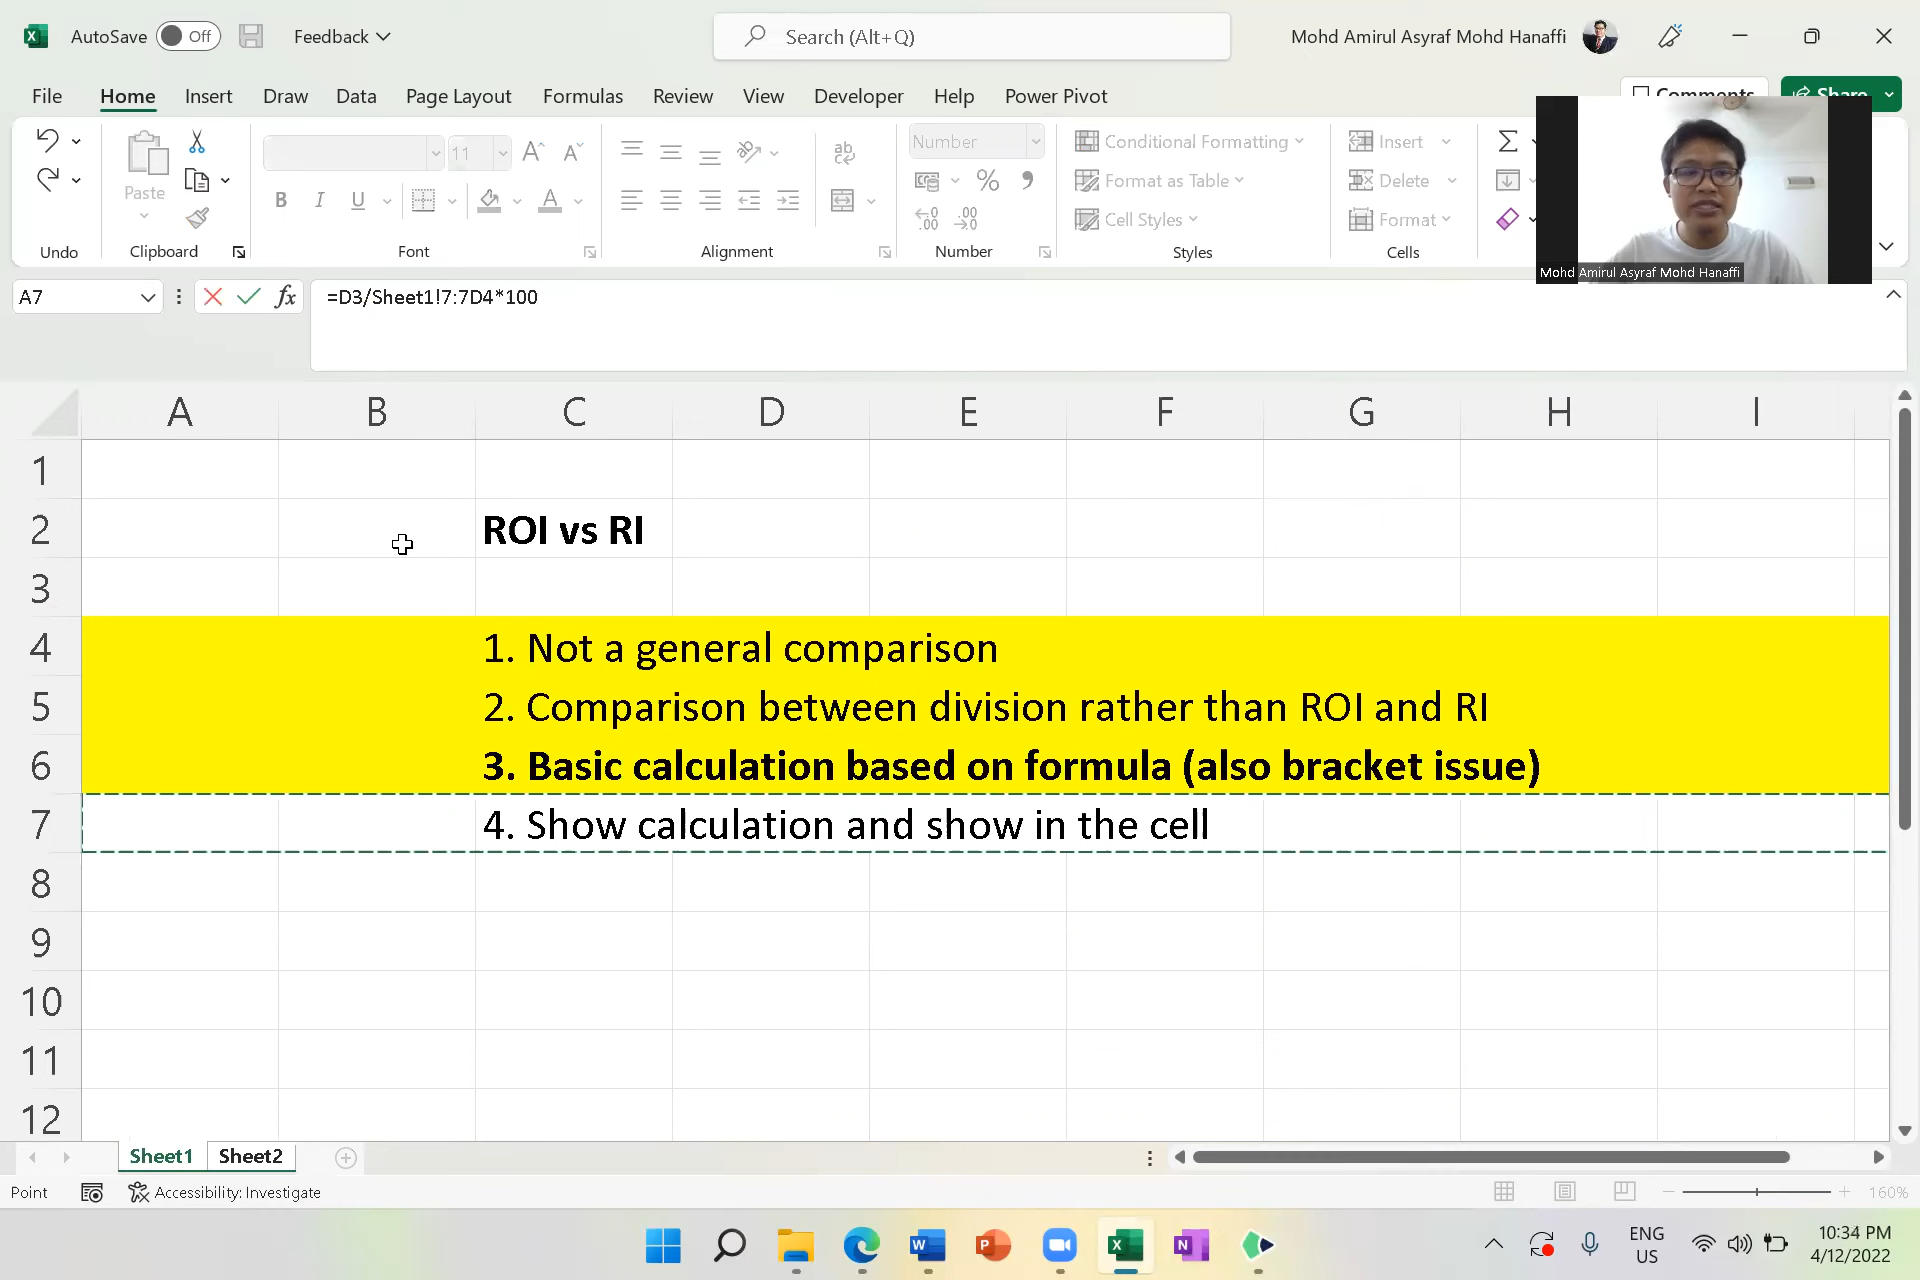 AutoSave Off Feedback Search (Alt+Q) Mohd Amirul Asyraf Mohd Hanaffi
File Home Insert Draw Data Page Layout Formulas Review View Developer Help Power Pivot Comments Share
Paste
11
B I U
Number
Conditional Formatting
Format as Table
Cell Styles
Insert
Delete
Format
Undo Clipboard Font Alignment Number Styles Cells
Mohd Amirul Asyraf Mohd Hanaffi
A7 fx =D3/Sheet1!7:7D4*100
A B C D E F G H I
1
2 ROI vs RI
3
4 1. Not a general comparison
5 2. Comparison between division rather than ROI and RI
6 3. Basic calculation based on formula (also bracket issue)
7 4. Show calculation and show in the cell
8
9
10
11
12
Sheet1 Sheet2
Point Accessibility: Investigate 160%
ENG
US
10:34 PM
4/12/2022